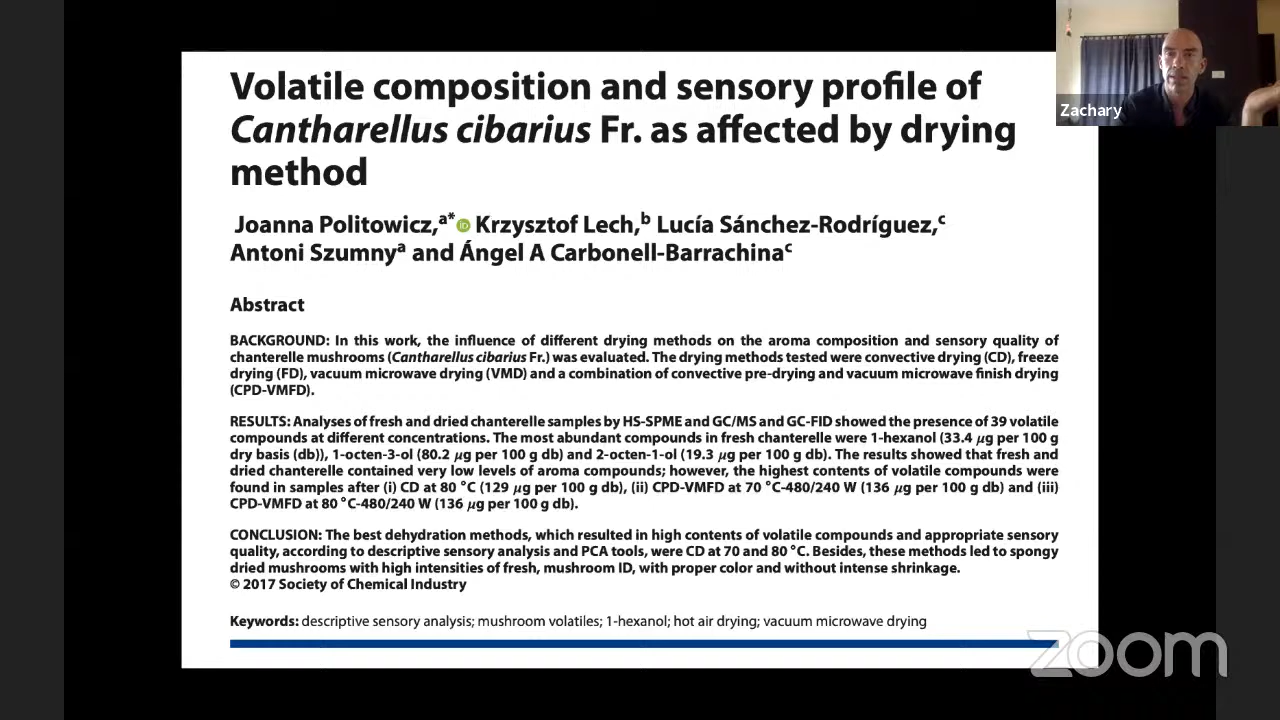 Volatile composition and sensory profile of
Cantharellus cibarius Fr. as affected by drying
method
Joanna Politowicz,a* iD Krzysztof Lech,b Lucía Sánchez-Rodríguez,c
Antoni Szumnya and Ángel A Carbonell-Barrachinac
Abstract
BACKGROUND: In this work, the influence of different drying methods on the aroma composition and sensory quality of
chanterelle mushrooms (Cantharellus cibarius Fr.) was evaluated. The drying methods tested were convective drying (CD), freeze
drying (FD), vacuum microwave drying (VMD) and a combination of convective pre-drying and vacuum microwave finish drying
(CPD-VMFD).
RESULTS: Analyses of fresh and dried chanterelle samples by HS-SPME and GC/MS and GC-FID showed the presence of 39 volatile
compounds at different concentrations. The most abundant compounds in fresh chanterelle were 1-hexanol (33.4 μg per 100 g
dry basis (db)), 1-octen-3-ol (80.2 μg per 100 g db) and 2-octen-1-ol (19.3 μg per 100 g db). The results showed that fresh and
dried chanterelle contained very low levels of aroma compounds; however, the highest contents of volatile compounds were
found in samples after (i) CD at 80 °C (129 μg per 100 g db), (ii) CPD-VMFD at 70 °C-480/240 W (136 μg per 100 g db) and (iii)
CPD-VMFD at 80 °C-480/240 W (136 μg per 100 g db).
CONCLUSION: The best dehydration methods, which resulted in high contents of volatile compounds and appropriate sensory
quality, according to descriptive sensory analysis and PCA tools, were CD at 70 and 80 °C. Besides, these methods led to spongy
dried mushrooms with high intensities of fresh, mushroom ID, with proper color and without intense shrinkage.
© 2017 Society of Chemical Industry
Keywords: descriptive sensory analysis; mushroom volatiles; 1-hexanol; hot air drying; vacuum microwave drying
Zachary
zoom